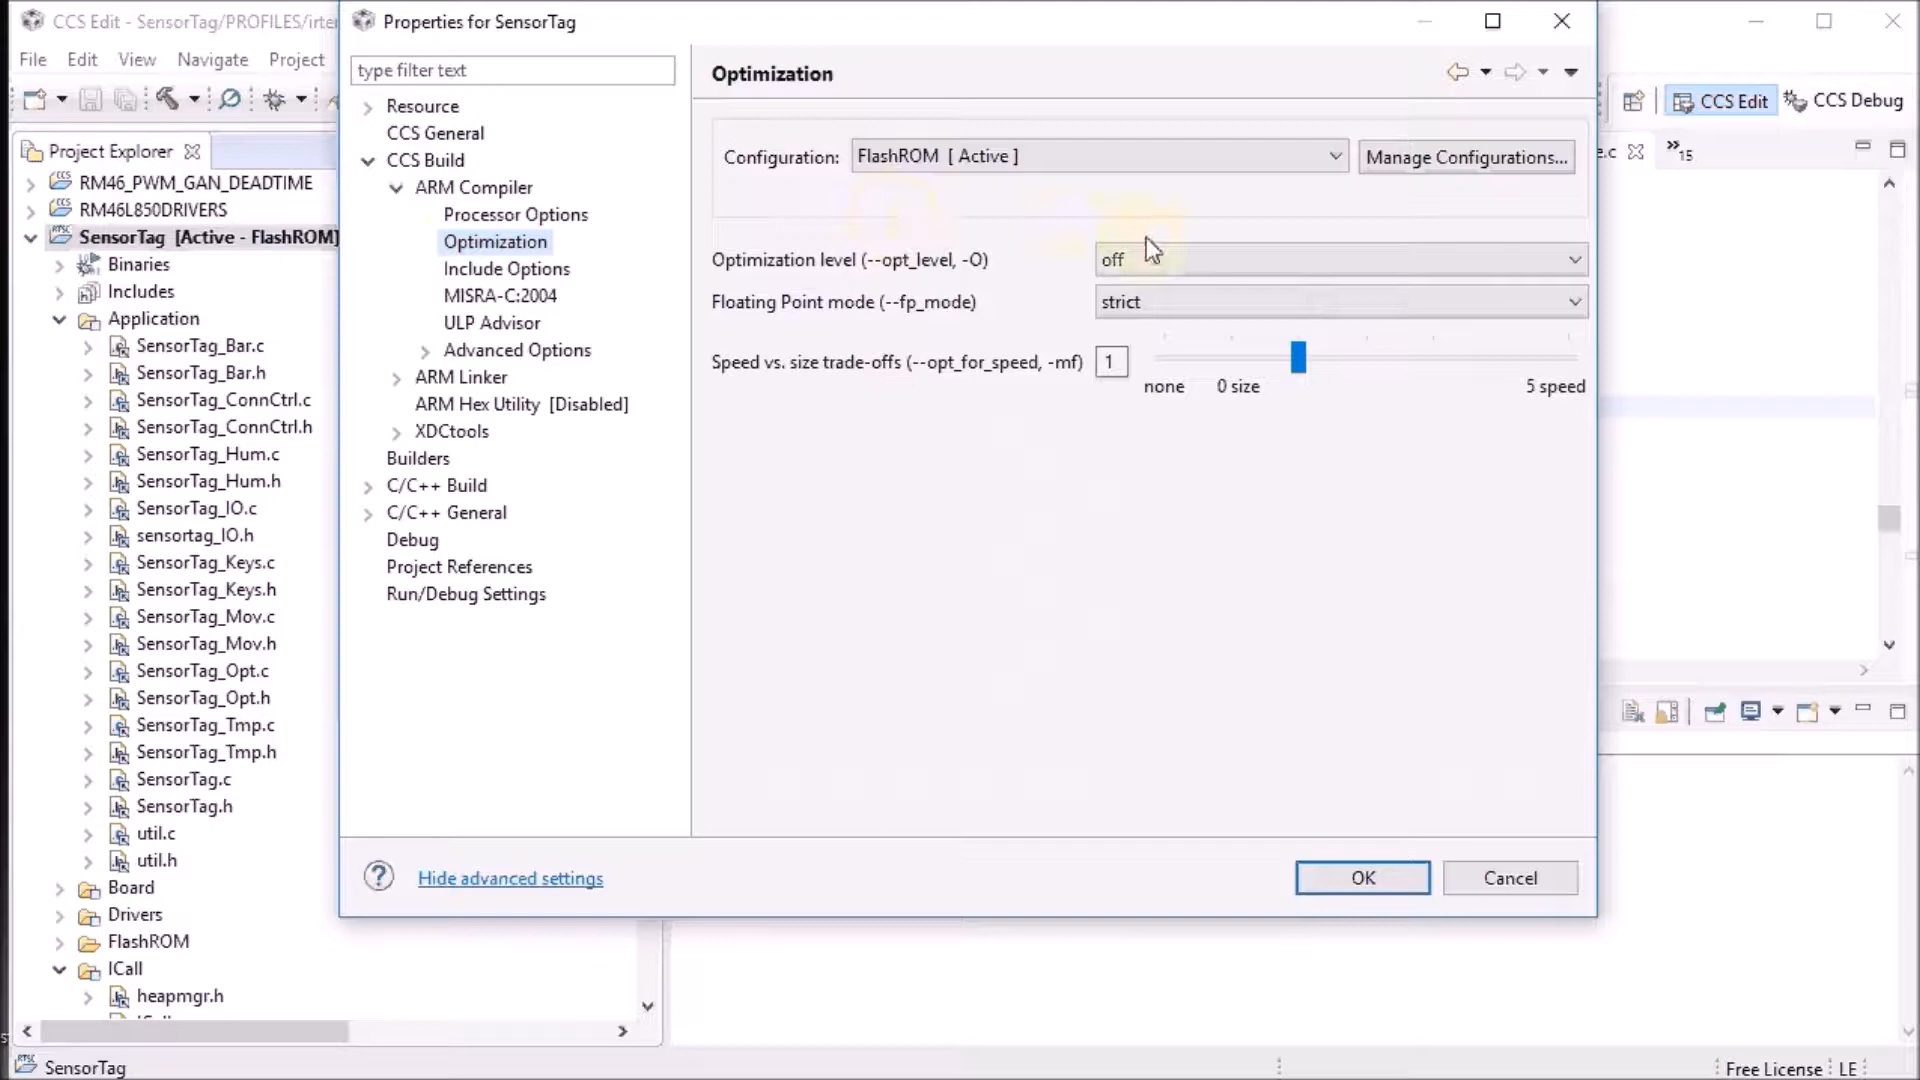 CCS Edit - SensorTag/PROFILES/irte
Properties for SensorTag
File Edit View Navigate Project
CCS Edit
CCS Debug
Project Explorer
e.c
»15
RM46_PWM_GAN_DEADTIME
RM46L850DRIVERS
SensorTag [Active - FlashROM]
Binaries
Includes
Application
SensorTag_Bar.c
SensorTag_Bar.h
SensorTag_ConnCtrl.c
SensorTag_ConnCtrl.h
SensorTag_Hum.c
SensorTag_Hum.h
SensorTag_IO.c
sensortag_IO.h
SensorTag_Keys.c
SensorTag_Keys.h
SensorTag_Mov.c
SensorTag_Mov.h
SensorTag_Opt.c
SensorTag_Opt.h
SensorTag_Tmp.c
SensorTag_Tmp.h
SensorTag.c
SensorTag.h
util.c
util.h
Board
Drivers
FlashROM
ICall
heapmgr.h
type filter text
Resource
CCS General
CCS Build
ARM Compiler
Processor Options
Optimization
Include Options
MISRA-C:2004
ULP Advisor
Advanced Options
ARM Linker
ARM Hex Utility [Disabled]
XDCtools
Builders
C/C++ Build
C/C++ General
Debug
Project References
Run/Debug Settings
Optimization
Configuration: FlashROM [ Active ] Manage Configurations...
Optimization level (--opt_level, -O) off
Floating Point mode (--fp_mode) strict
Speed vs. size trade-offs (--opt_for_speed, -mf) 1
none 0 size 5 speed
Hide advanced settings
OK
Cancel
SensorTag
Free License LE